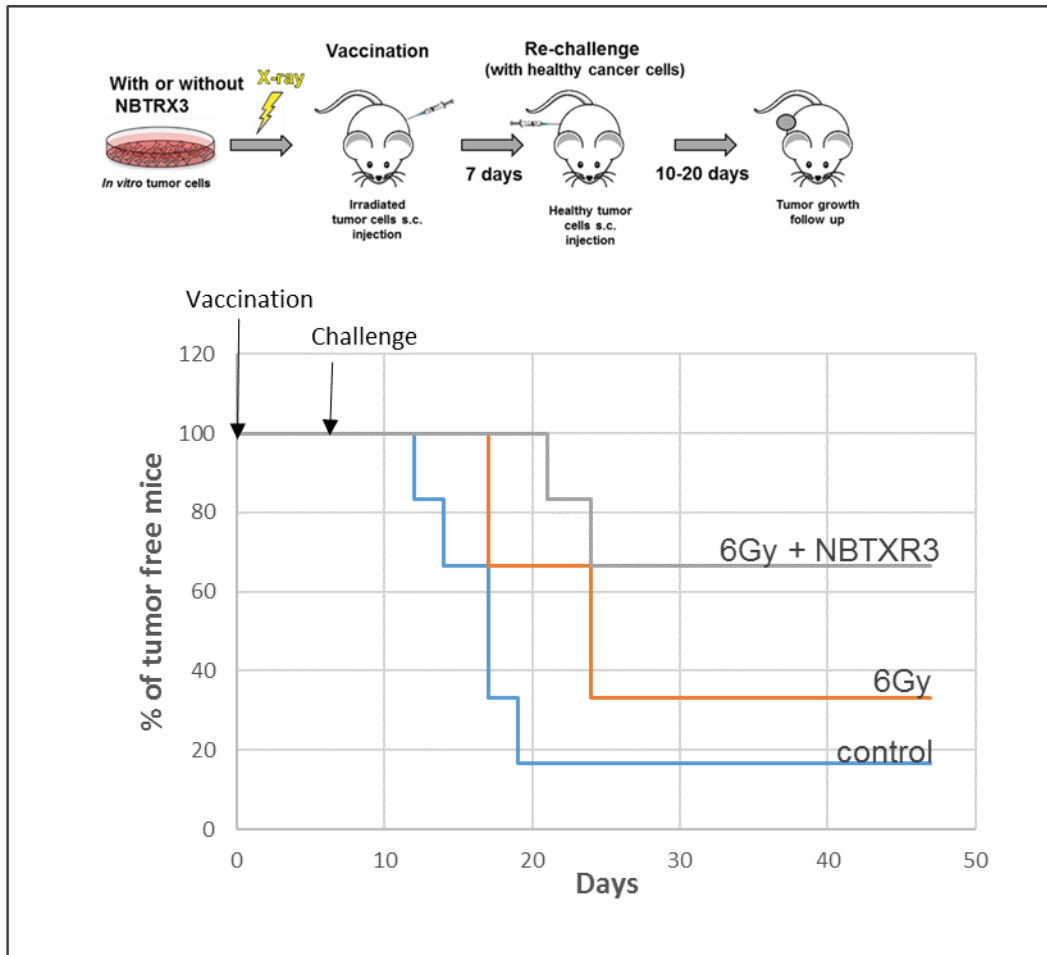 With or without
NBTRX3
X-ray
In vitro tumor cells
Vaccination
Irradiated
tumor cells s.c.
injection
7 days
Re-challenge
(with healthy cancer cells)
Healthy tumor
cells s.c.
injection
10-20 days
Tumor growth
follow up
Vaccination
Challenge
% of tumor free mice
120
100
80
60
40
20
0
6Gy + NBTXR3
6Gy
control
0
10
20
30
40
50
Days